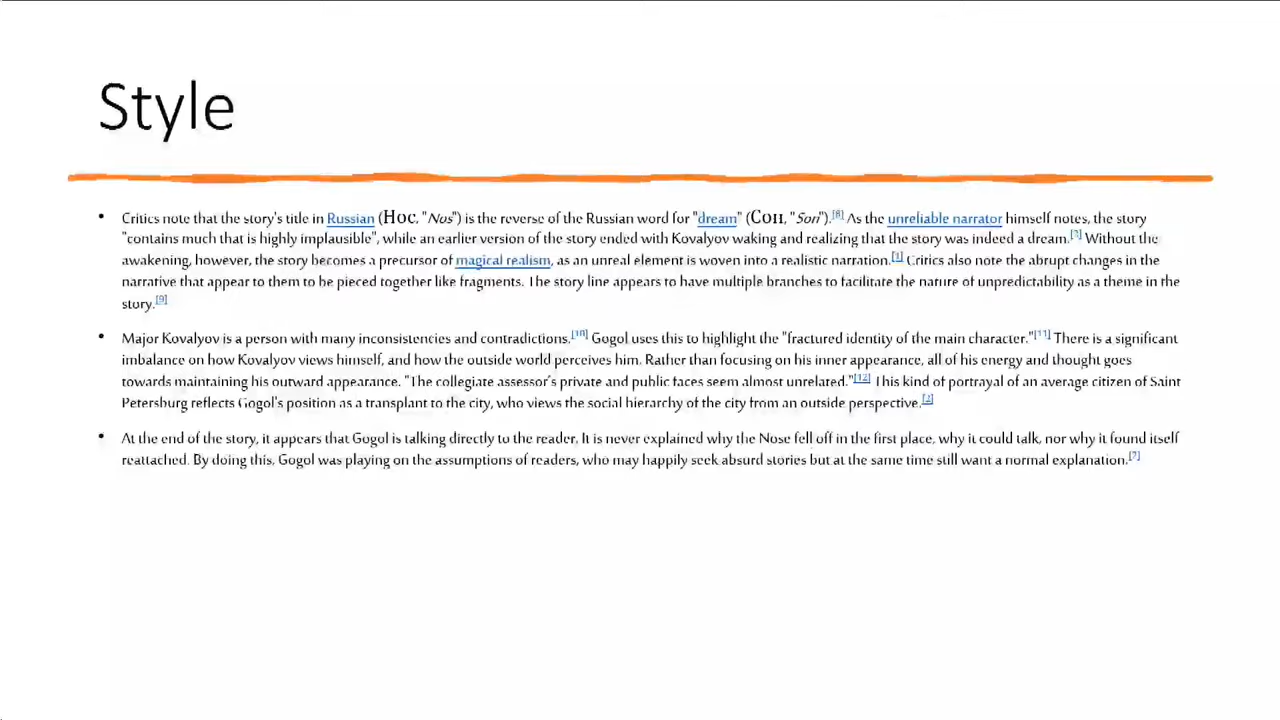 Style
• Critics note that the story's title in Russian (Нос, "Nos") is the reverse of the Russian word for "dream" (Сон, "Son").[8] As the unreliable narrator himself notes, the story
"contains much that is highly implausible", while an earlier version of the story ended with Kovalyov waking and realizing that the story was indeed a dream.[3] Without the
awakening, however, the story becomes a precursor of magical realism, as an unreal element is woven into a realistic narration.[1] Critics also note the abrupt changes in the
narrative that appear to them to be pieced together like fragments. The story line appears to have multiple branches to facilitate the nature of unpredictability as a theme in the
story.[9]
• Major Kovalyov is a person with many inconsistencies and contradictions.[10] Gogol uses this to highlight the "fractured identity of the main character."[11] There is a significant
imbalance on how Kovalyov views himself, and how the outside world perceives him. Rather than focusing on his inner appearance, all of his energy and thought goes
towards maintaining his outward appearance. "The collegiate assessor's private and public faces seem almost unrelated."[12] This kind of portrayal of an average citizen of Saint
Petersburg reflects Gogol's position as a transplant to the city, who views the social hierarchy of the city from an outside perspective.[2]
• At the end of the story, it appears that Gogol is talking directly to the reader. It is never explained why the Nose fell off in the first place, why it could talk, nor why it found itself
reattached. By doing this, Gogol was playing on the assumptions of readers, who may happily seek absurd stories but at the same time still want a normal explanation.[7]